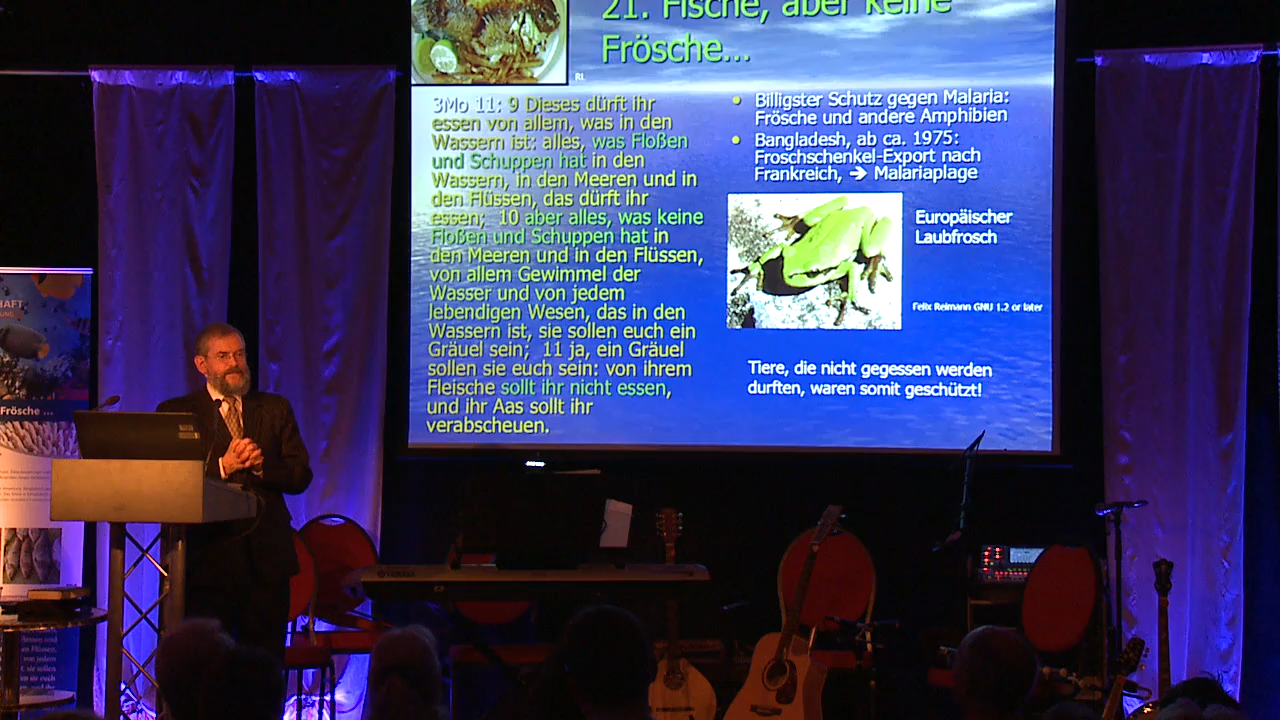 21. Fische, aber keine
Frösche...
RL
3Mo 11: 9 Dieses dürft ihr
essen von allem, was in den
Wassern ist: alles, was Floßen
und Schuppen hat in den
Wassern, in den Meeren und in
den Flüssen, das dürft ihr
essen; 10 aber alles, was keine
Floßen und Schuppen hat in
den Meeren und in den Flüssen,
von allem Gewimmel der
Wasser und von jedem
lebendigen Wesen, das in den
Wassern ist, sie sollen euch ein
Gräuel sein; 11 ja, ein Gräuel
sollen sie euch sein: von ihrem
Fleische sollt ihr nicht essen,
und ihr Aas sollt ihr
verabscheuen.
• Billigster Schutz gegen Malaria:
Frösche und andere Amphibien
• Bangladesh, ab ca. 1975:
Froschschenkel-Export nach
Frankreich, ➔ Malariaplage
Europäischer
Laubfrosch
Felix Reimann GNU 1.2 or later
Tiere, die nicht gegessen werden
durften, waren somit geschützt!
HAFT
Frösche ...
YAMAHA